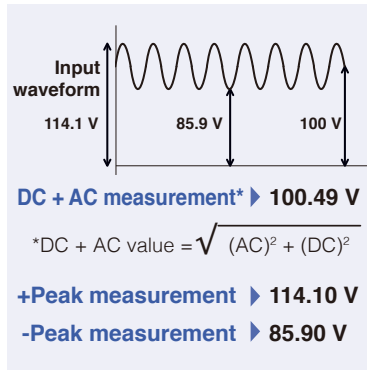 Input
waveform
114.1 V 85.9 V 100 V
DC + AC measurement* ▶ 100.49 V
*DC + AC value = √(AC)² + (DC)²
+Peak measurement ▶ 114.10 V
-Peak measurement ▶ 85.90 V